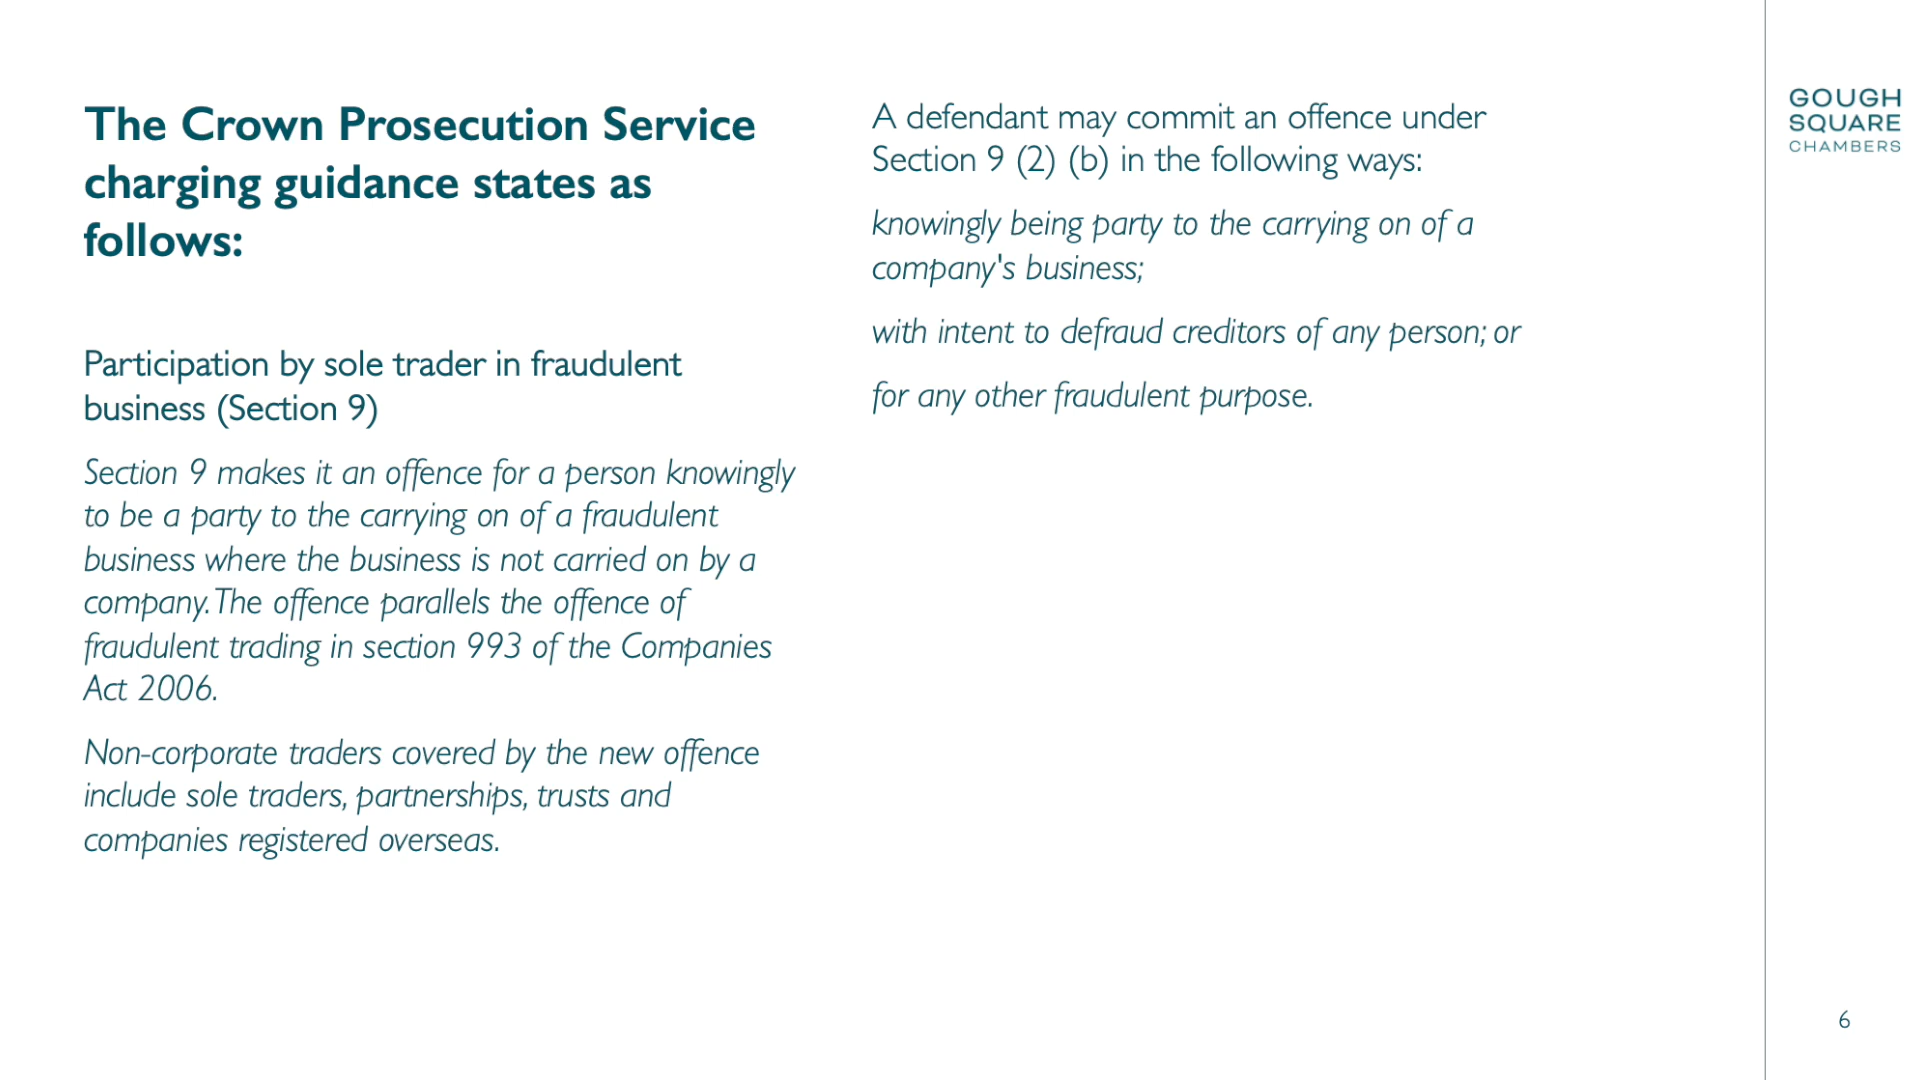 The Crown Prosecution Service
charging guidance states as
follows:
Participation by sole trader in fraudulent
business (Section 9)
Section 9 makes it an offence for a person knowingly
to be a party to the carrying on of a fraudulent
business where the business is not carried on by a
company. The offence parallels the offence of
fraudulent trading in section 993 of the Companies
Act 2006.
Non-corporate traders covered by the new offence
include sole traders, partnerships, trusts and
companies registered overseas.
A defendant may commit an offence under
Section 9 (2) (b) in the following ways:
knowingly being party to the carrying on of a
company's business;
with intent to defraud creditors of any person; or
for any other fraudulent purpose.
GOUGH
SQUARE
CHAMBERS
6